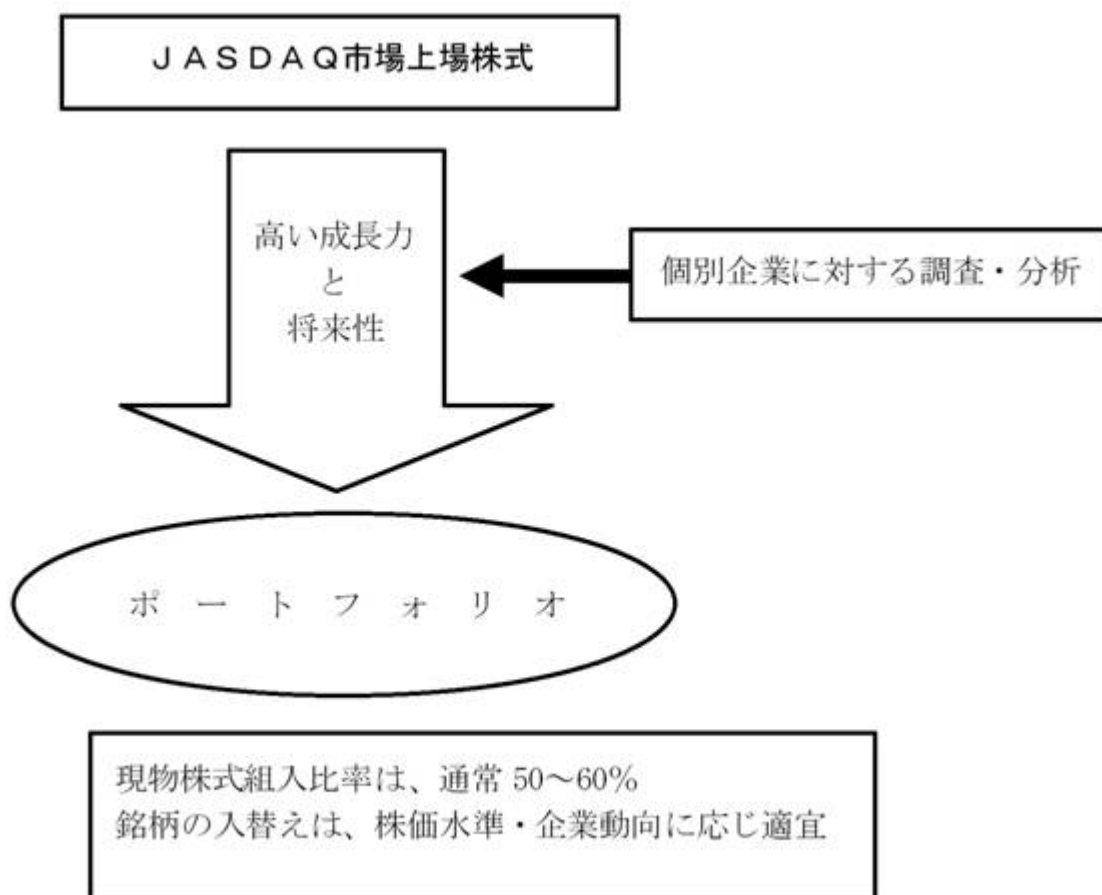 ＪＡＳＤＡＱ市場上場株式
高い成長力
と
将来性
個別企業に対する調査・分析
ポートフォリオ
現物株式組入比率は、通常 50～60%
銘柄の入替えは、株価水準・企業動向に応じ適宜